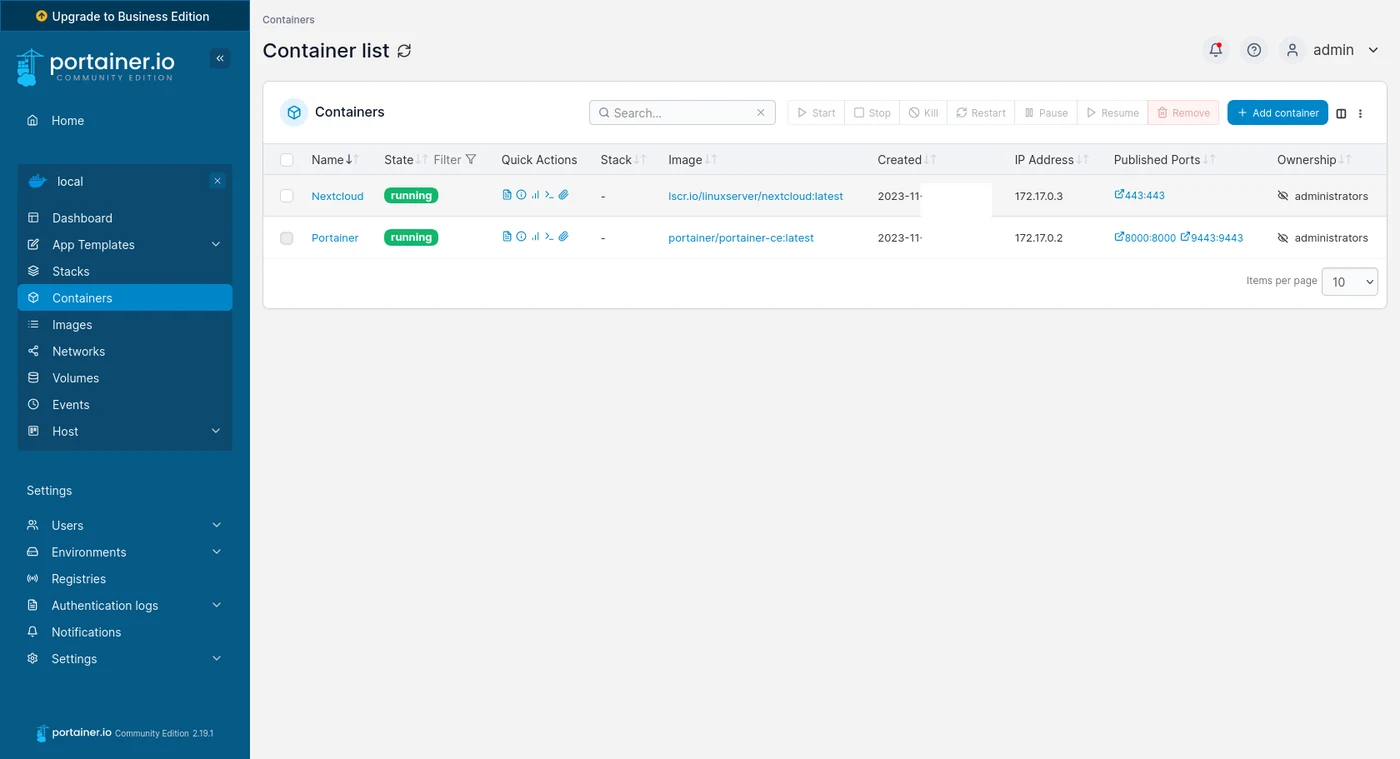 Upgrade to Business Edition
portainer.io
COMMUNITY EDITION
Home
local
Dashboard
App Templates
Stacks
Containers
Images
Networks
Volumes
Events
Host
Settings
Users
Environments
Registries
Authentication logs
Notifications
Settings
portainer.io Community Edition 2.19.1
Containers
Container list
admin
Containers
Search...
Start Stop Kill Restart Pause Resume Remove
Add container
Name State Filter Quick Actions Stack Image Created IP Address Published Ports Ownership
Nextcloud running - lscr.io/linuxserver/nextcloud:latest 2023-11- 172.17.0.3 443:443 administrators
Portainer running - portainer/portainer-ce:latest 2023-11- 172.17.0.2 8000:8000 9443:9443 administrators
Items per page 10